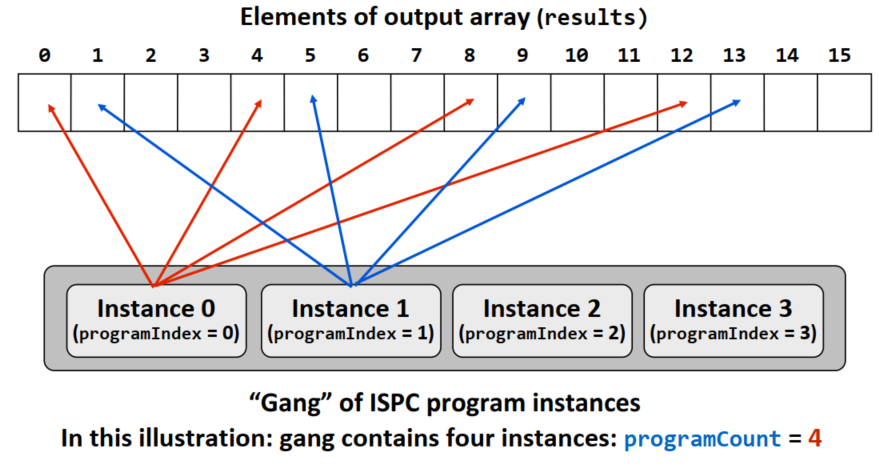 Elements of output array (results)
0 1 2 3 4 5 6 7 8 9 10 11 12 13 14 15
Instance 0 Instance 1 Instance 2 Instance 3
(programIndex = 0) (programIndex = 1) (programIndex = 2) (programIndex = 3)
“Gang” of ISPC program instances
In this illustration: gang contains four instances: programCount = 4